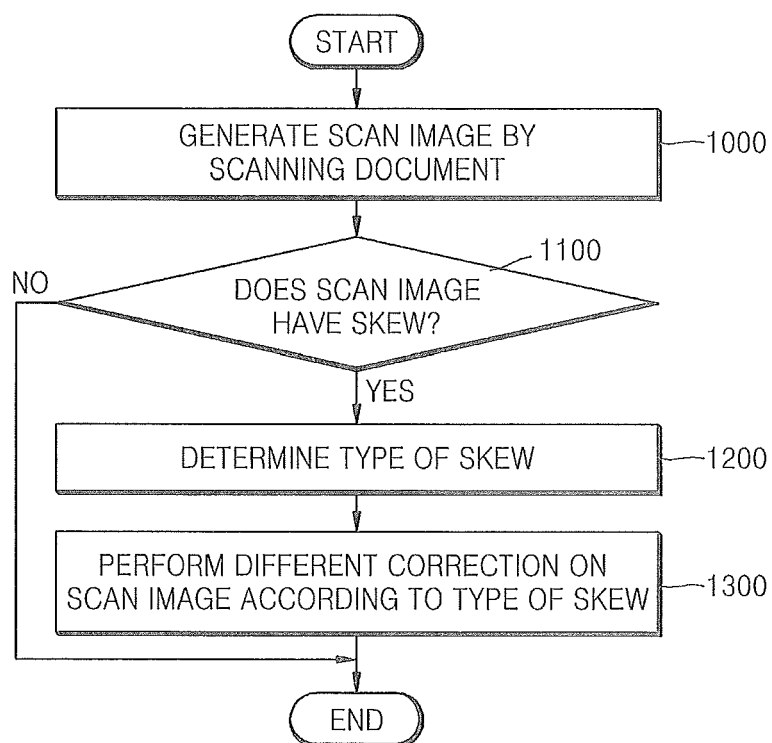 START
GENERATE SCAN IMAGE BY
SCANNING DOCUMENT
1000
1100
DOES SCAN IMAGE
HAVE SKEW?
NO
YES
DETERMINE TYPE OF SKEW
1200
PERFORM DIFFERENT CORRECTION ON
SCAN IMAGE ACCORDING TO TYPE OF SKEW
1300
END